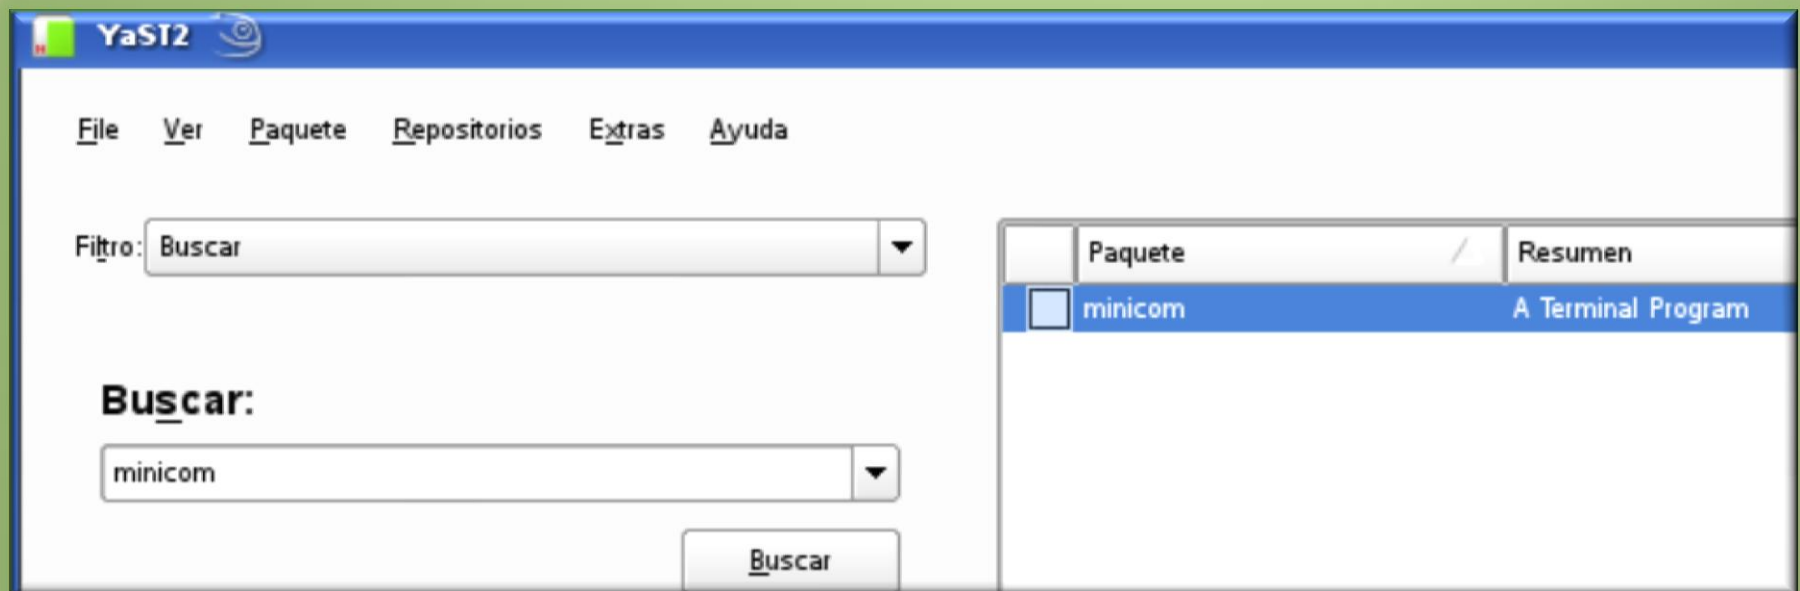 YaST2
File Ver Paquete Repositorios Extras Ayuda
Filtro: Buscar
Paquete Resumen
minicom A Terminal Program
Buscar:
minicom
Buscar